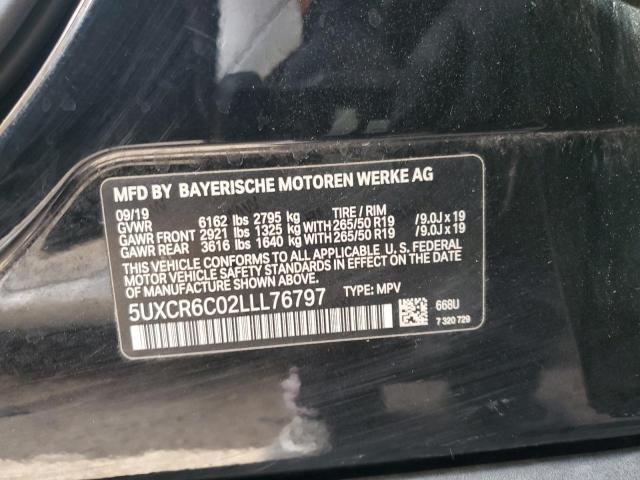 MFD BY BAYERISCHE MOTOREN WERKE AG
09/19 TIRE / RIM
GVWR 6162 lbs 2795 kg
GAWR FRONT 2921 lbs 1325 kg WITH 265/50 R19 /9.0J x 19
GAWR REAR 3616 lbs 1640 kg WITH 265/50 R19 /9.0J x 19
THIS VEHICLE CONFORMS TO ALL APPLICABLE U. S. FEDERAL
MOTOR VEHICLE SAFETY STANDARDS IN EFFECT ON THE DATE
OF MANUFACTURE SHOWN ABOVE.
5UXCR6C02LLL76797 TYPE: MPV
668U
7 320 729